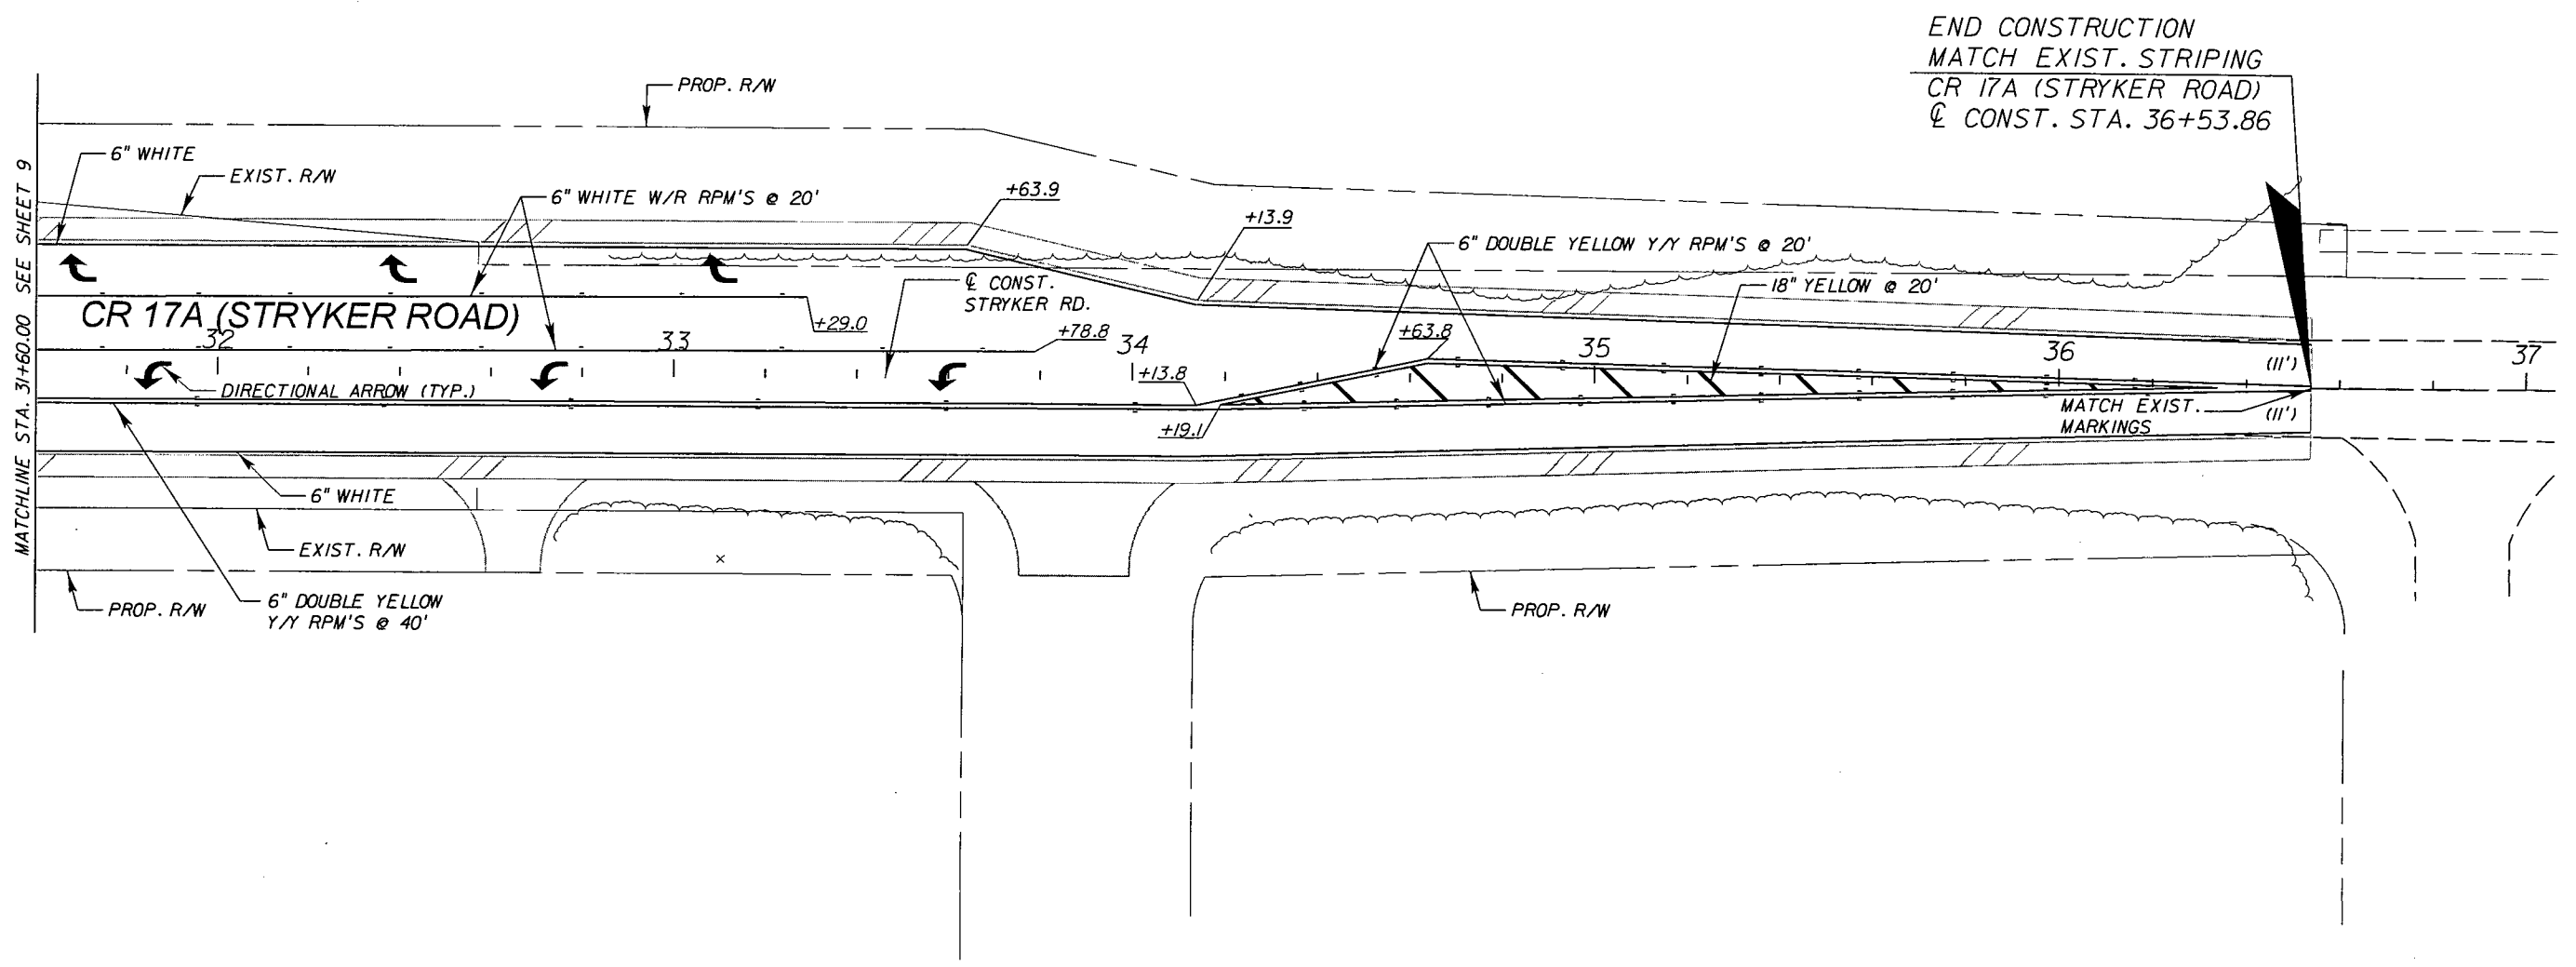 END CONSTRUCTION
MATCH EXIST. STRIPING
CR 17A (STRYKER ROAD)
℄ CONST. STA. 36+53.86
PROP. R/W
6" WHITE
EXIST. R/W
6" WHITE W/R RPM'S @ 20'
+63.9
+13.9
6" DOUBLE YELLOW Y/Y RPM'S @ 20'
18" YELLOW @ 20'
℄ CONST.
STRYKER RD.
MATCHLINE STA. 31+60.00 SEE SHEET 9
CR 17A (STRYKER ROAD)
+29.0
+78.8
+63.8
32
33
34
35
36
37
(11')
+13.8
DIRECTIONAL ARROW (TYP.)
+19.1
MATCH EXIST.
MARKINGS
(11')
6" WHITE
EXIST. R/W
PROP. R/W
6" DOUBLE YELLOW
Y/Y RPM'S @ 40'
PROP. R/W